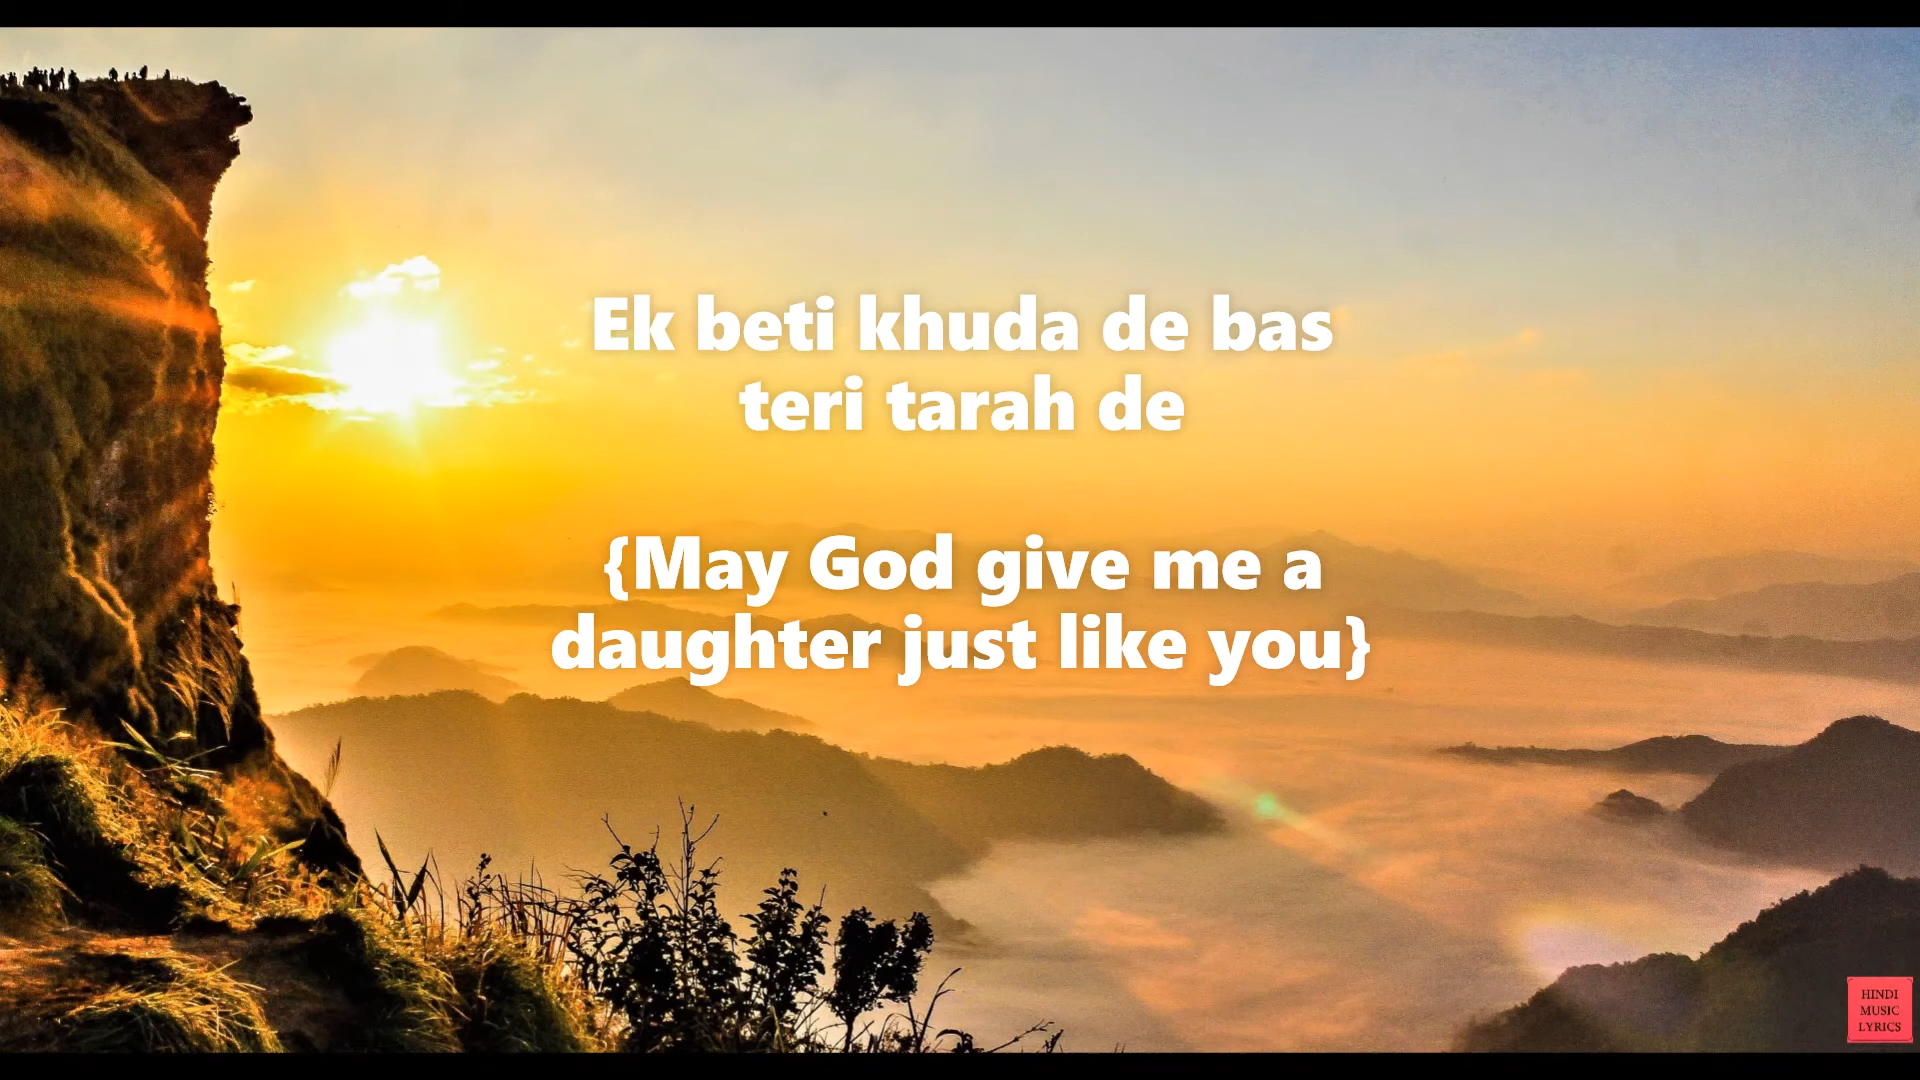 Ek beti khuda de bas
teri tarah de
{May God give me a
daughter just like you}
HINDI
MUSIC
LYRICS